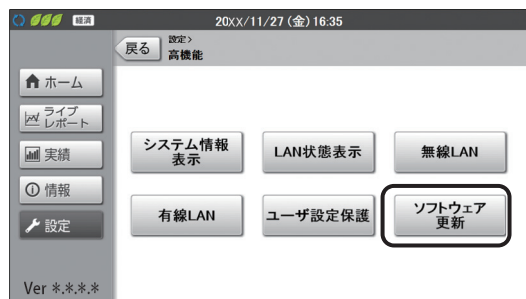 経済
20XX/11/27 (金) 16:35
戻る
設定>
高機能
ホーム
ライブ
レポート
実績
情報
設定
システム情報
表示
LAN状態表示
無線LAN
有線LAN
ユーザ設定保護
ソフトウェア
更新
Ver *.*.*.*